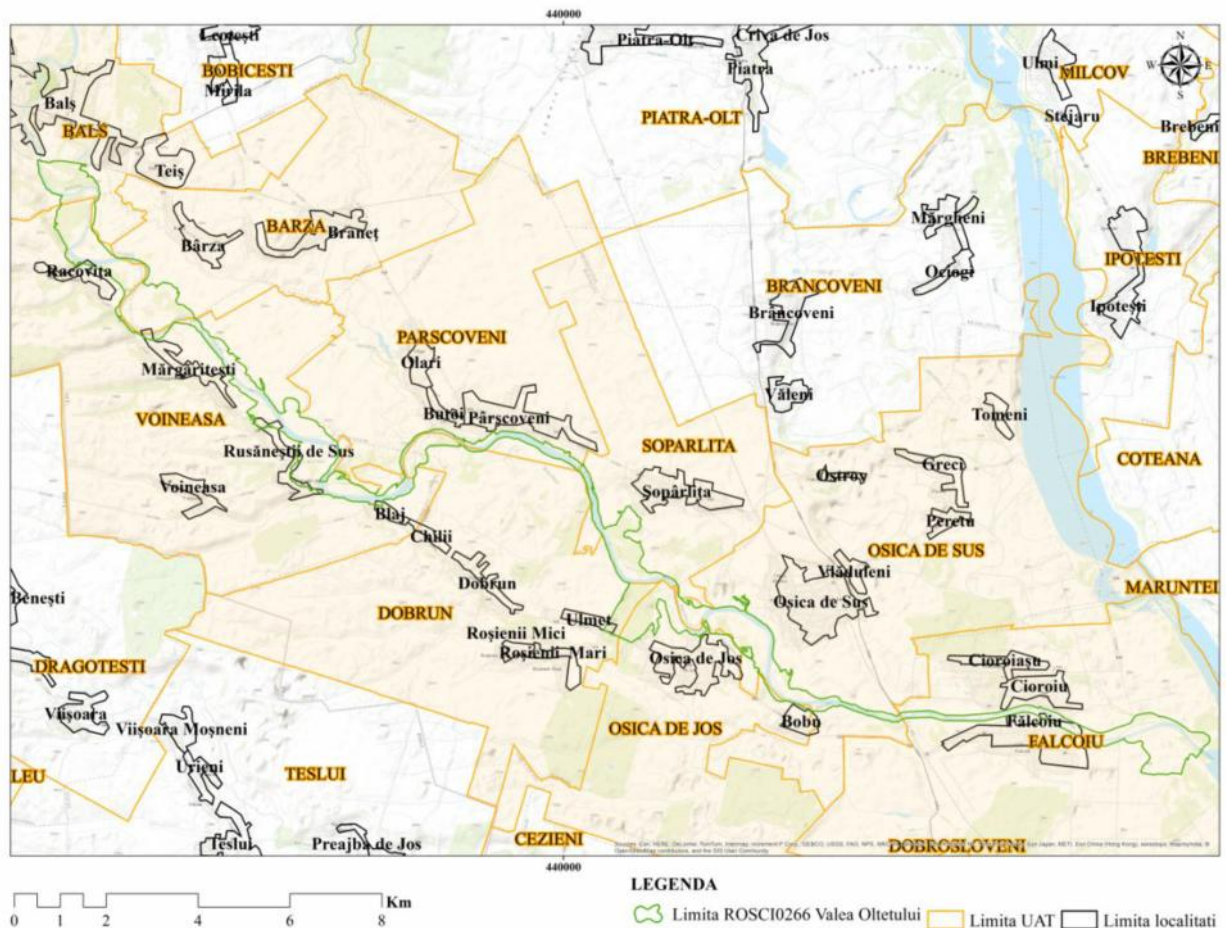 440000
Leotești
Piatra-Olt
Criva de Jos
Piatra
Ulmi
N
W
E
S
BOBICESTI
MILCOV
Mirila
Balș
PIATRA-OLT
Stejaru
Brebeni
BALS
BREBENI
Teiș
Bârza
BARZA
Braneț
Mărgheni
Racovița
Ociogi
IPOTESTI
BRANCOVENI
Brâncoveni
Ipotești
PARSCOVENI
Olari
Mărgăritești
Văleni
VOINEASA
Butoi
Pârșcoveni
Tomeni
Rusăneștii de Sus
SOPARLITA
COTEANA
Voineasa
Șopârlița
Ostrov
Greci
Blaj
Peretu
Chilii
OSICA DE SUS
Vlăduleni
Dobrun
MARUNTEI
Benești
Osica de Sus
DOBRUN
Ulmet
Roșienii Mici
Roșienii Mari
Osica de Jos
Cioroiașu
DRAGOTESTI
Cioroiu
Viișoara
Viișoara Moșneni
OSICA DE JOS
Bobu
Fălcoiu
FALCOIU
Urieni
LEU
TESLUI
Teslui
Preajba de Jos
CEZIENI
DOBROSLOVENI
440000
LEGENDA
Km
0 1 2 4 6 8
Limita ROSCI0266 Valea Oltetului
Limita UAT
Limita localitati